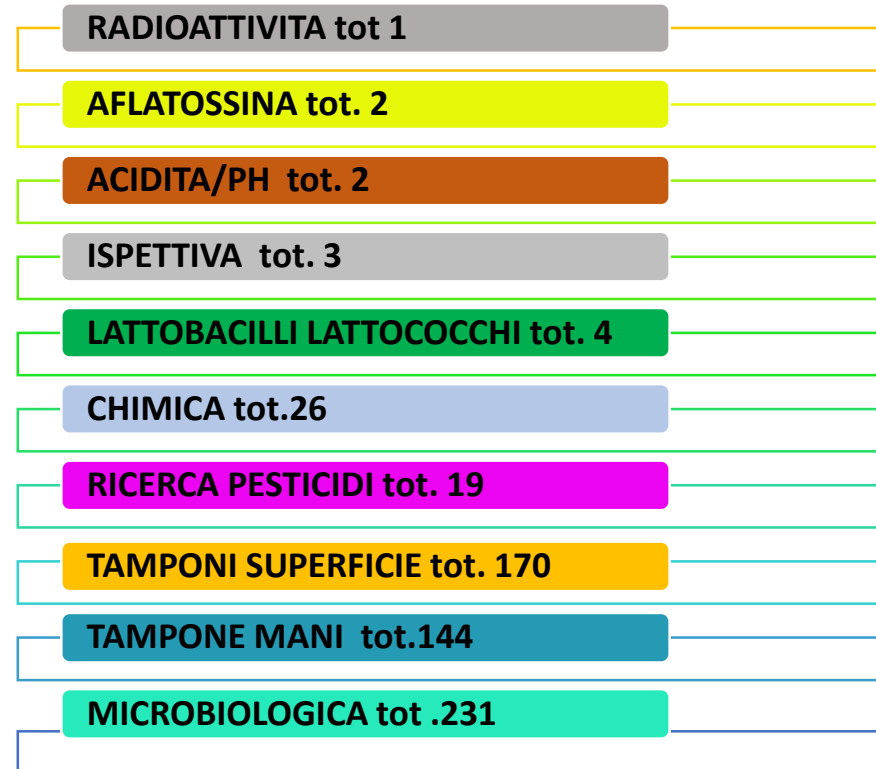 RADIOATTIVITA tot 1
AFLATOSSINA tot. 2
ACIDITA/PH tot. 2
ISPETTIVA tot. 3
LATTOBACILLI LATTOCOCCHI tot. 4
CHIMICA tot.26
RICERCA PESTICIDI tot. 19
TAMPONI SUPERFICIE tot. 170
TAMPONE MANI tot.144
MICROBIOLOGICA tot .231